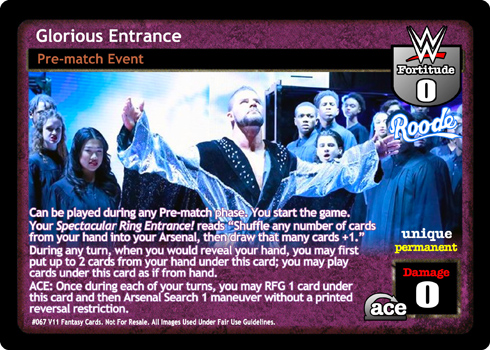 Glorious Entrance
Pre-match Event
W
Fortitude
0
Roode
Can be played during any Pre-match phase. You start the game.
Your Spectacular Ring Entrance! reads "Shuffle any number of cards
from your hand into your Arsenal, then draw that many cards +1."
During any turn, when you would reveal your hand, you may first
put up to 2 cards from your hand under this card; you may play
cards under this card as if from hand.
ACE: Once during each of your turns, you may RFG 1 card under
this card and then Arsenal Search 1 maneuver without a printed
reversal restriction.
unique
permanent
Damage
0
ace
#067 V11 Fantasy Cards. Not For Resale. All Images Used Under Fair Use Guidelines.